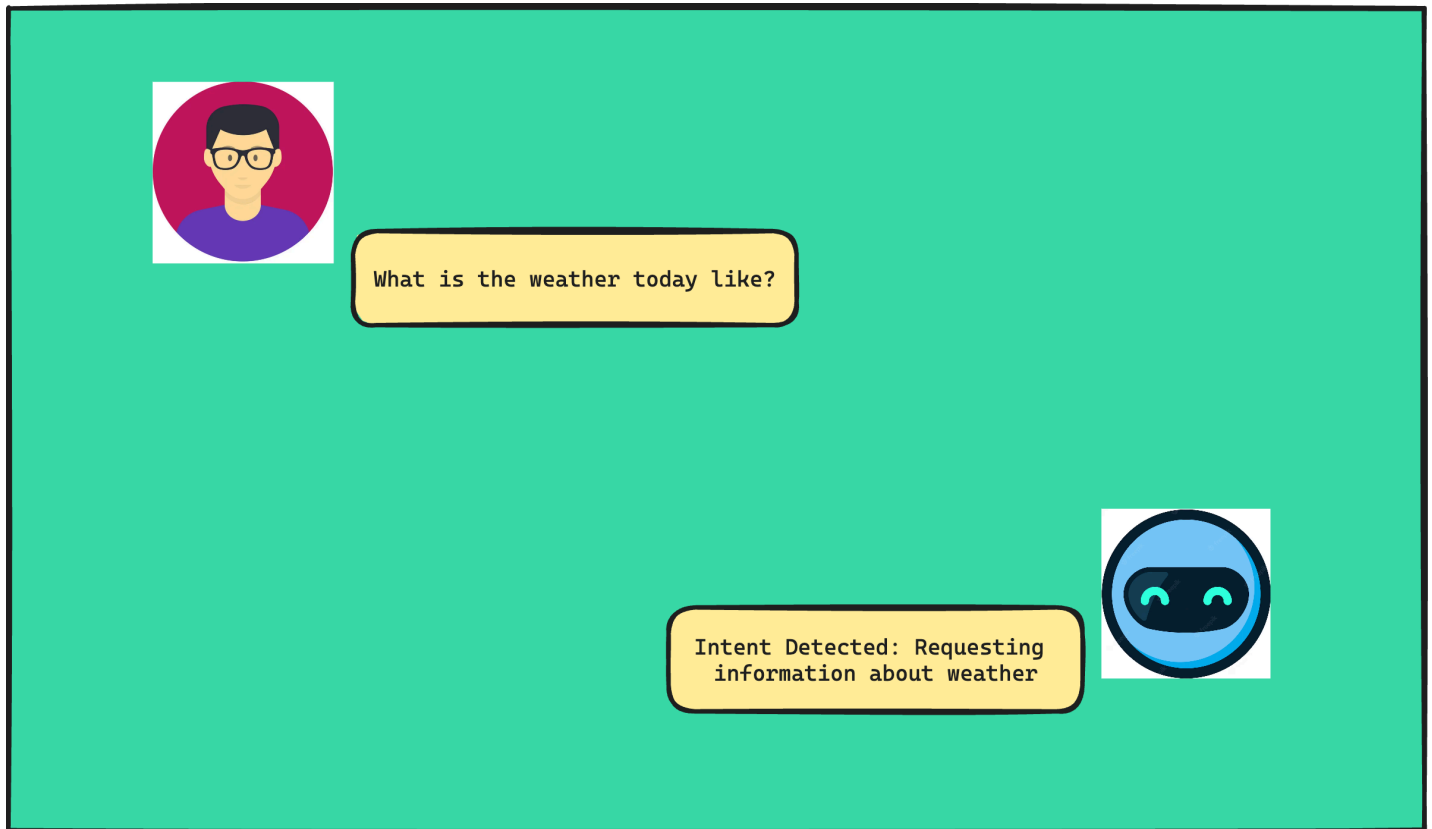 What is the weather today like?
Intent Detected: Requesting
information about weather